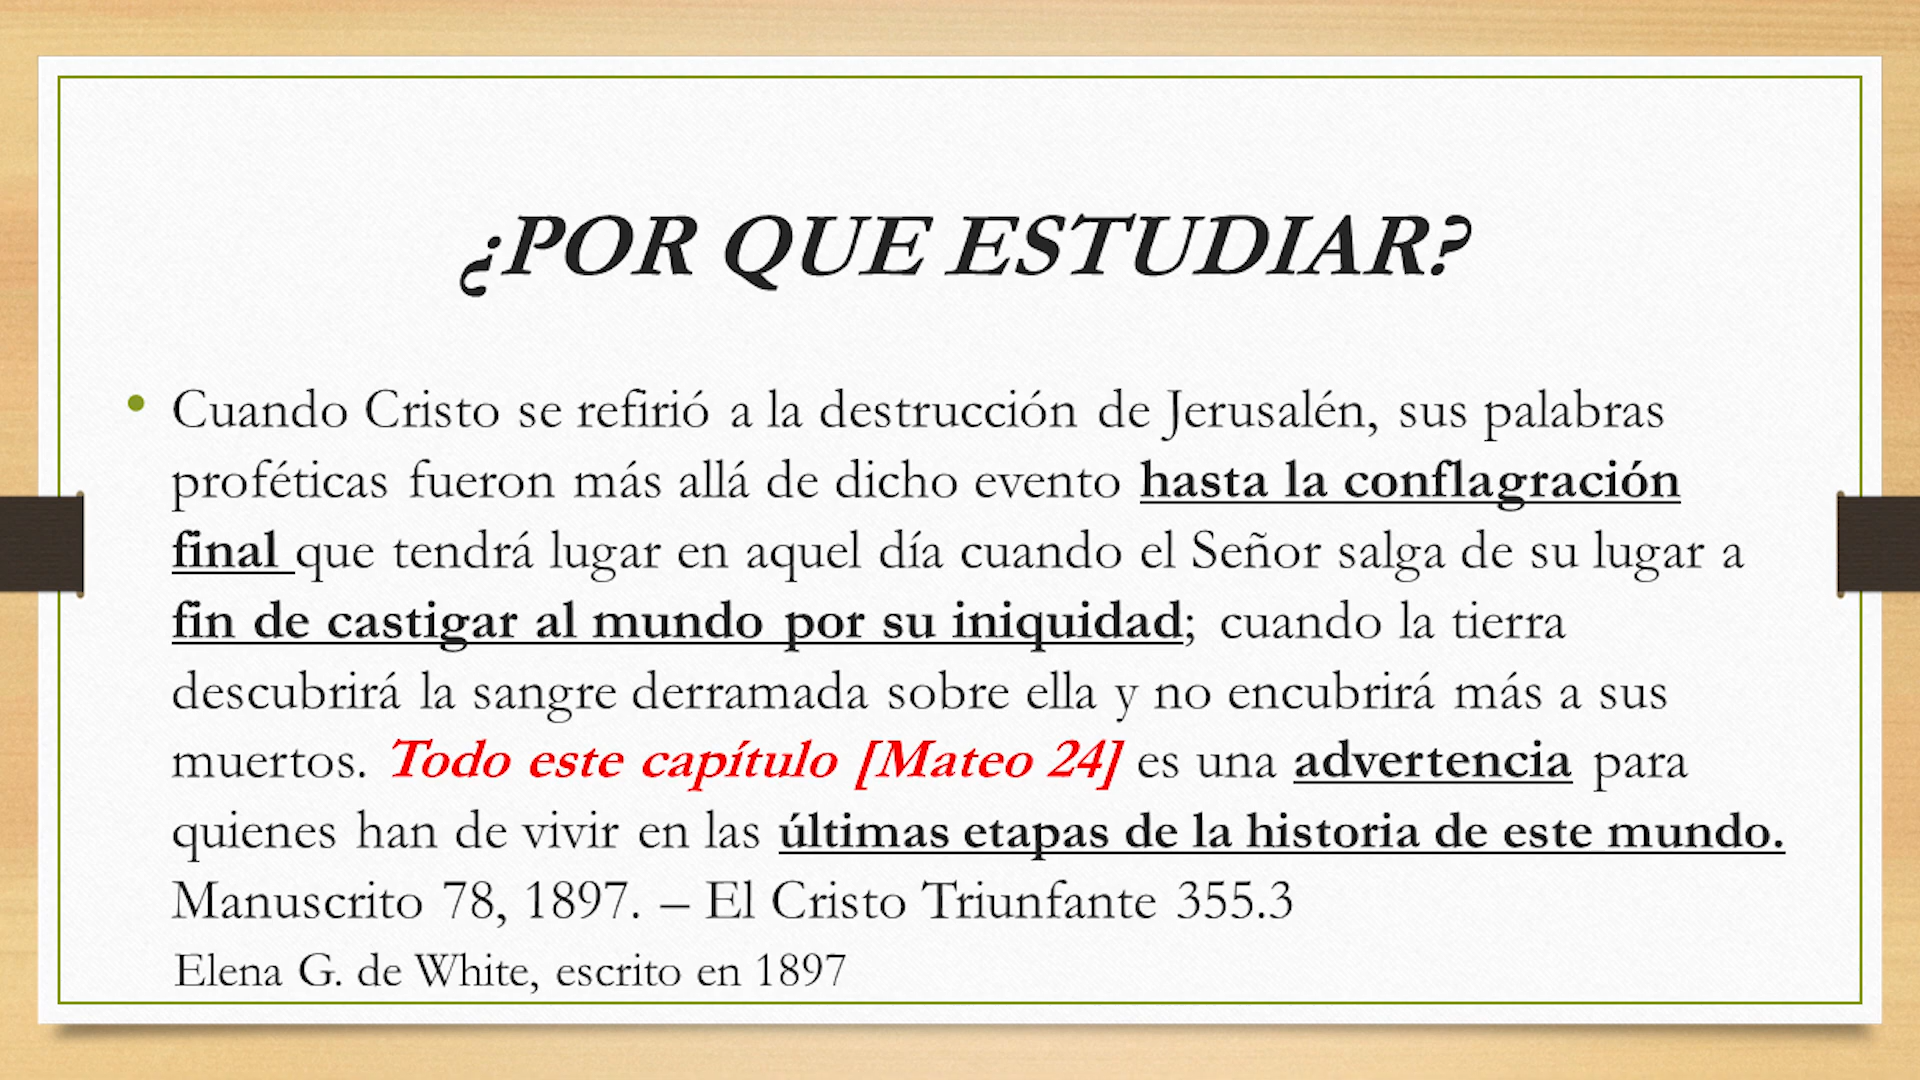 ¿POR QUE ESTUDIAR?
• Cuando Cristo se refirió a la destrucción de Jerusalén, sus palabras
proféticas fueron más allá de dicho evento hasta la conflagración
final que tendrá lugar en aquel día cuando el Señor salga de su lugar a
fin de castigar al mundo por su iniquidad; cuando la tierra
descubrirá la sangre derramada sobre ella y no encubrirá más a sus
muertos. Todo este capítulo [Mateo 24] es una advertencia para
quienes han de vivir en las últimas etapas de la historia de este mundo.
Manuscrito 78, 1897. – El Cristo Triunfante 355.3
Elena G. de White, escrito en 1897